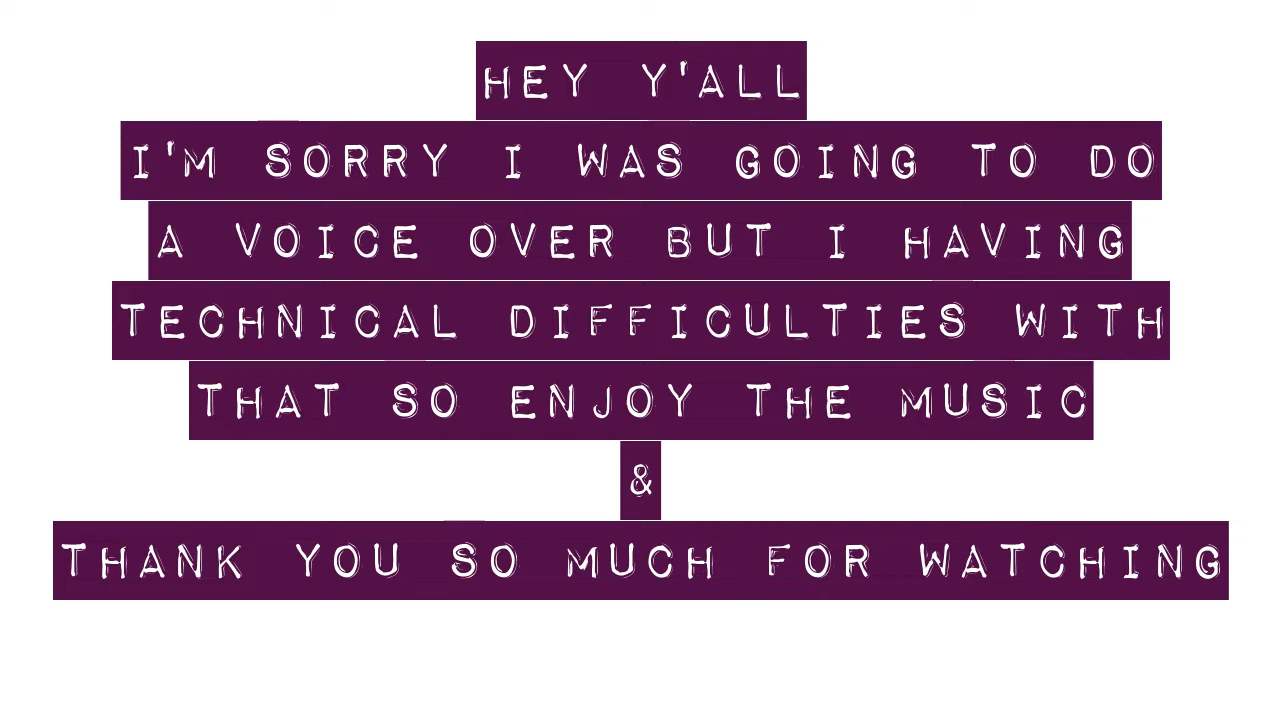 HEY Y'ALL
I'M SORRY I WAS GOING TO DO
A VOICE OVER BUT I HAVING
TECHNICAL DIFFICULTIES WITH
THAT SO ENJOY THE MUSIC
&
THANK YOU SO MUCH FOR WATCHING